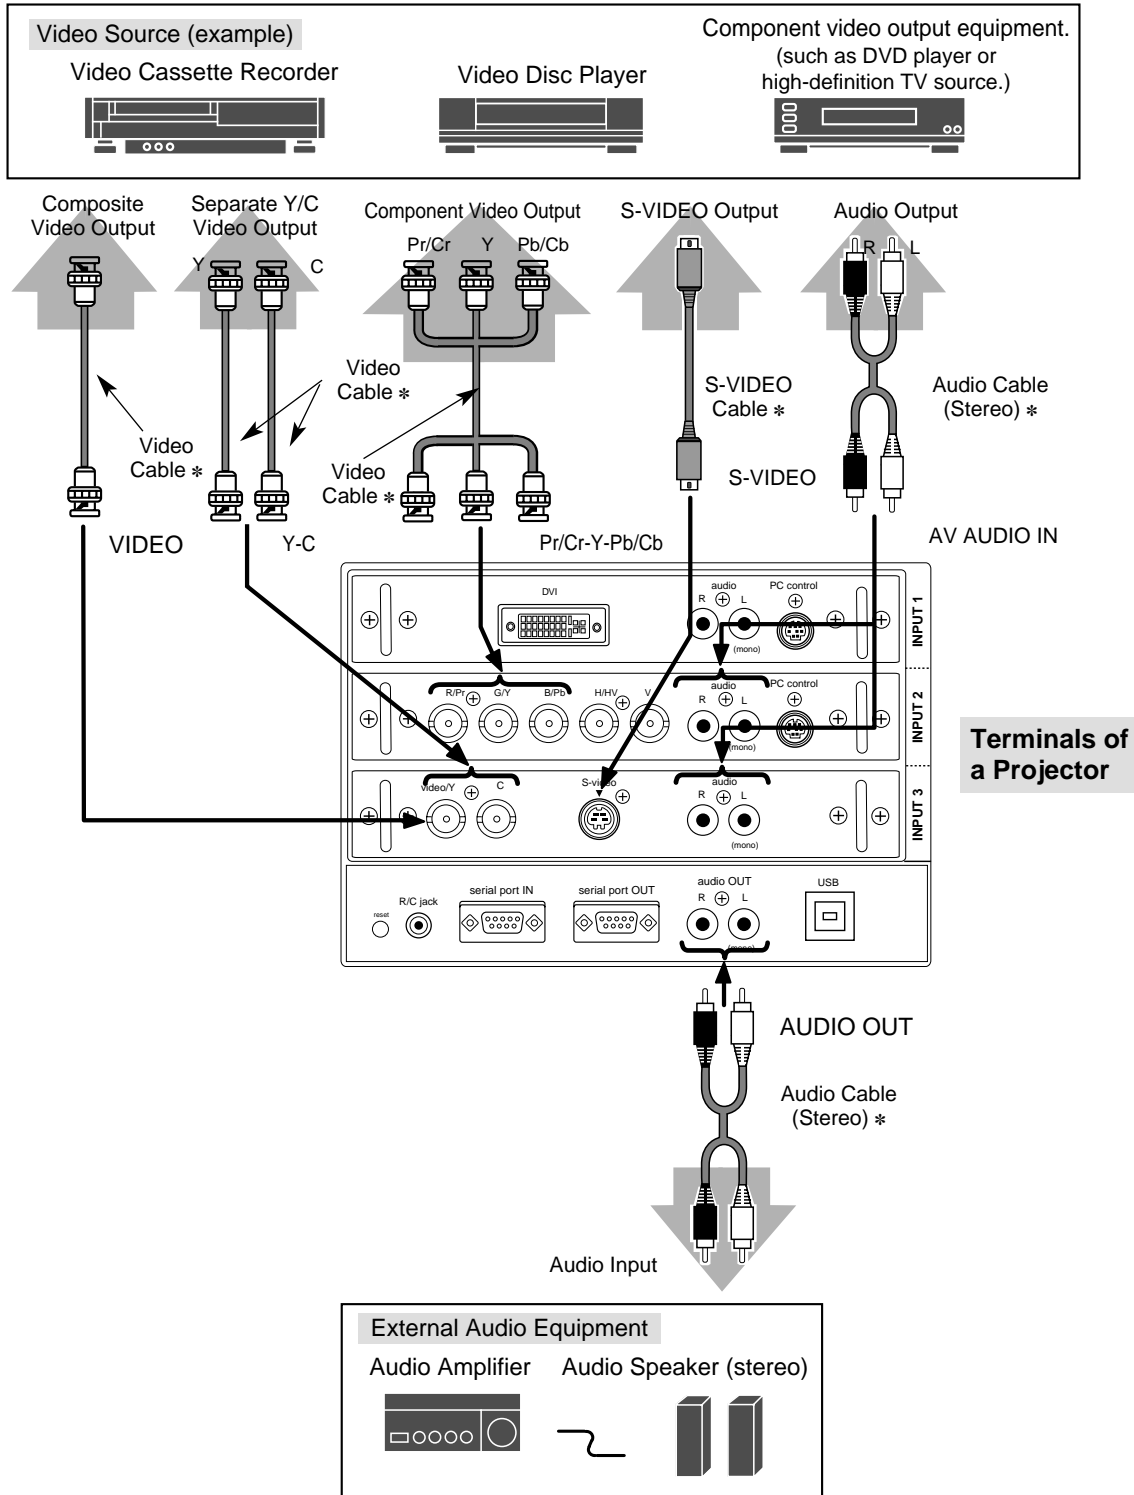 Video Source (example)
Video Cassette Recorder
Video Disc Player
Component video output equipment.
(such as DVD player or
high-definition TV source.)
Composite
Video Output
Separate Y/C
Video Output
Y
C
Component Video Output
Pr/Cr
Y
Pb/Cb
S-VIDEO Output
Audio Output
R
L
Video
Cable *
Video
Cable *
Video
Cable *
S-VIDEO
Cable *
Audio Cable
(Stereo) *
VIDEO
Y-C
Pr/Cr-Y-Pb/Cb
S-VIDEO
AV AUDIO IN
DVI
audio
R
L
(mono)
PC control
INPUT 1
R/Pr
G/Y
B/Pb
H/HV
V
audio
R
L
(mono)
PC control
INPUT 2
video/Y
C
S-video
audio
R
L
(mono)
INPUT 3
Terminals of
a Projector
reset
R/C jack
serial port IN
serial port OUT
audio OUT
R
L
(mono)
USB
AUDIO OUT
Audio Cable
(Stereo) *
Audio Input
External Audio Equipment
Audio Amplifier
Audio Speaker (stereo)